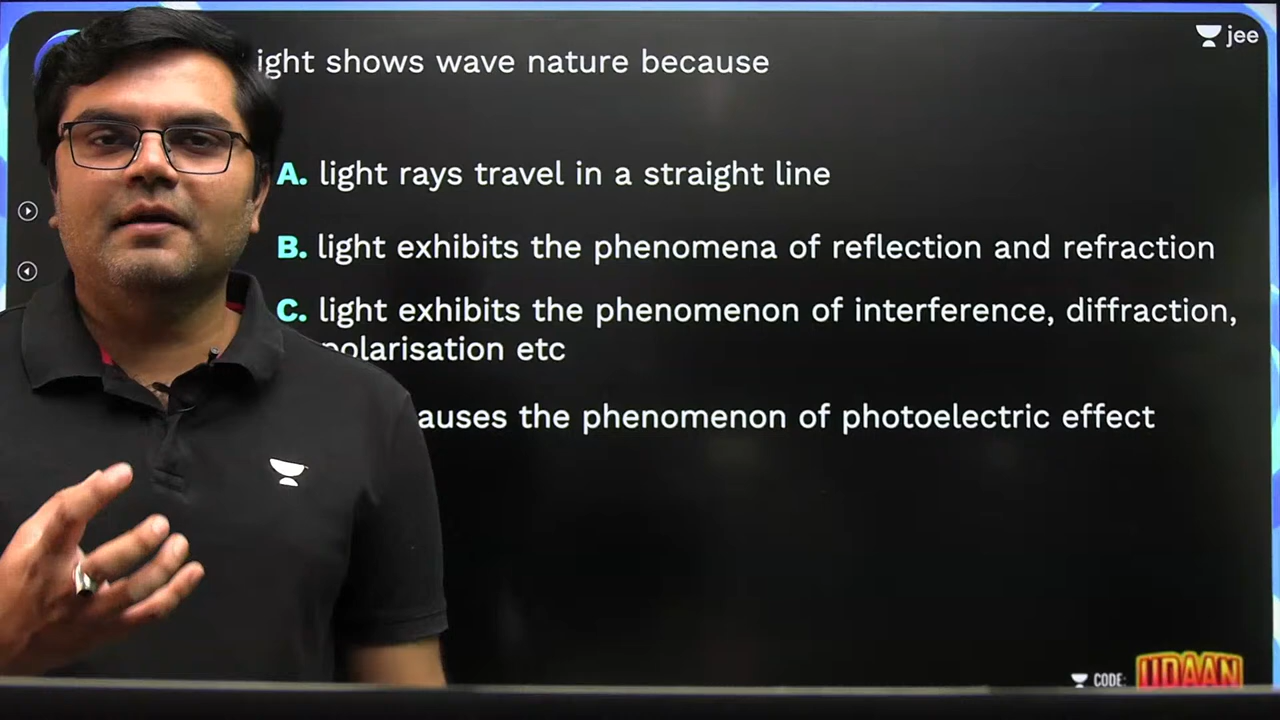 ight shows wave nature because
jee
A. light rays travel in a straight line
B. light exhibits the phenomena of reflection and refraction
C. light exhibits the phenomenon of interference, diffraction,
polarisation etc
auses the phenomenon of photoelectric effect
CODE: UDAAN